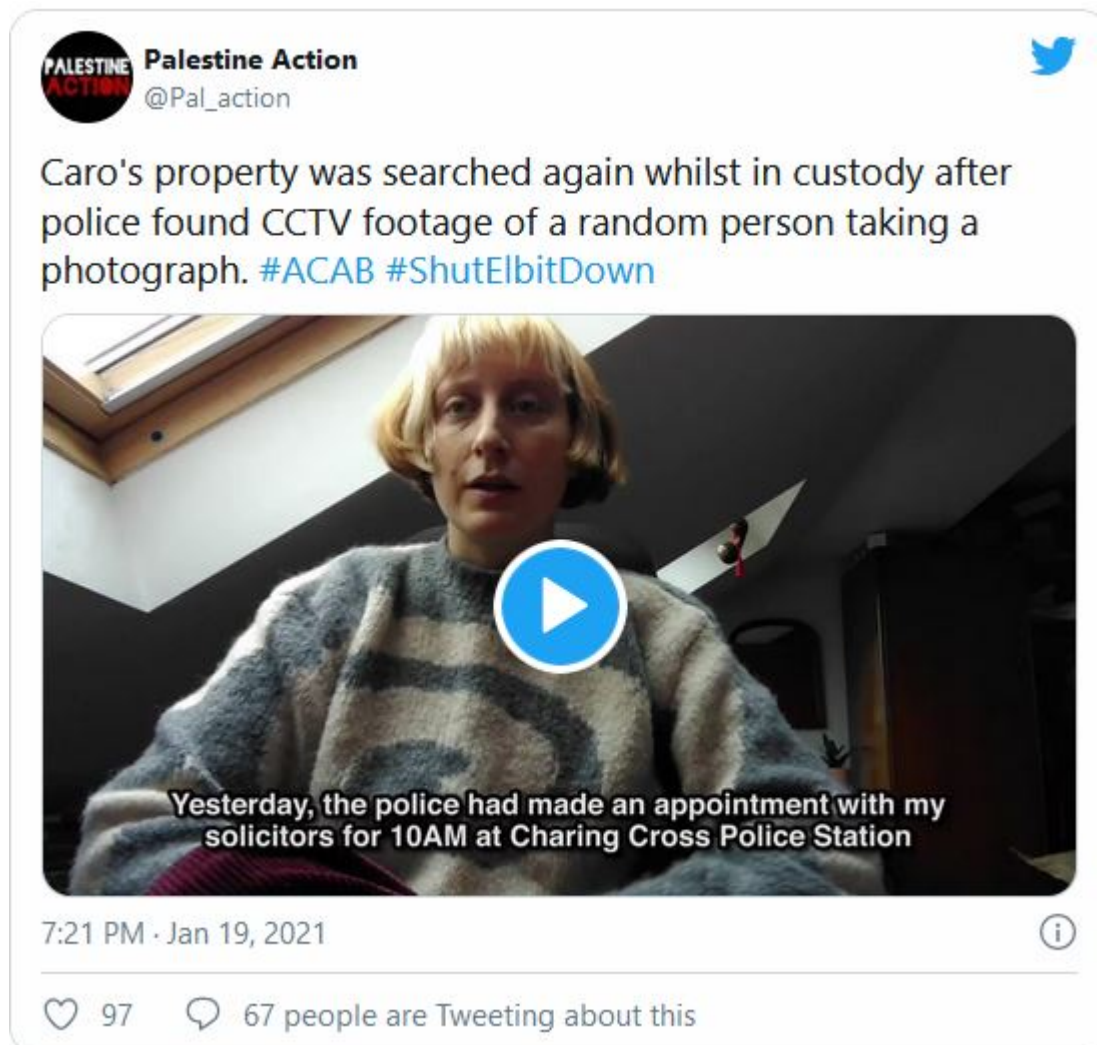 PALESTINE
ACTION
Palestine Action
@Pal_action
Caro's property was searched again whilst in custody after
police found CCTV footage of a random person taking a
photograph. #ACAB #ShutElbitDown
Yesterday, the police had made an appointment with my
solicitors for 10AM at Charing Cross Police Station
7:21 PM · Jan 19, 2021
97
67 people are Tweeting about this